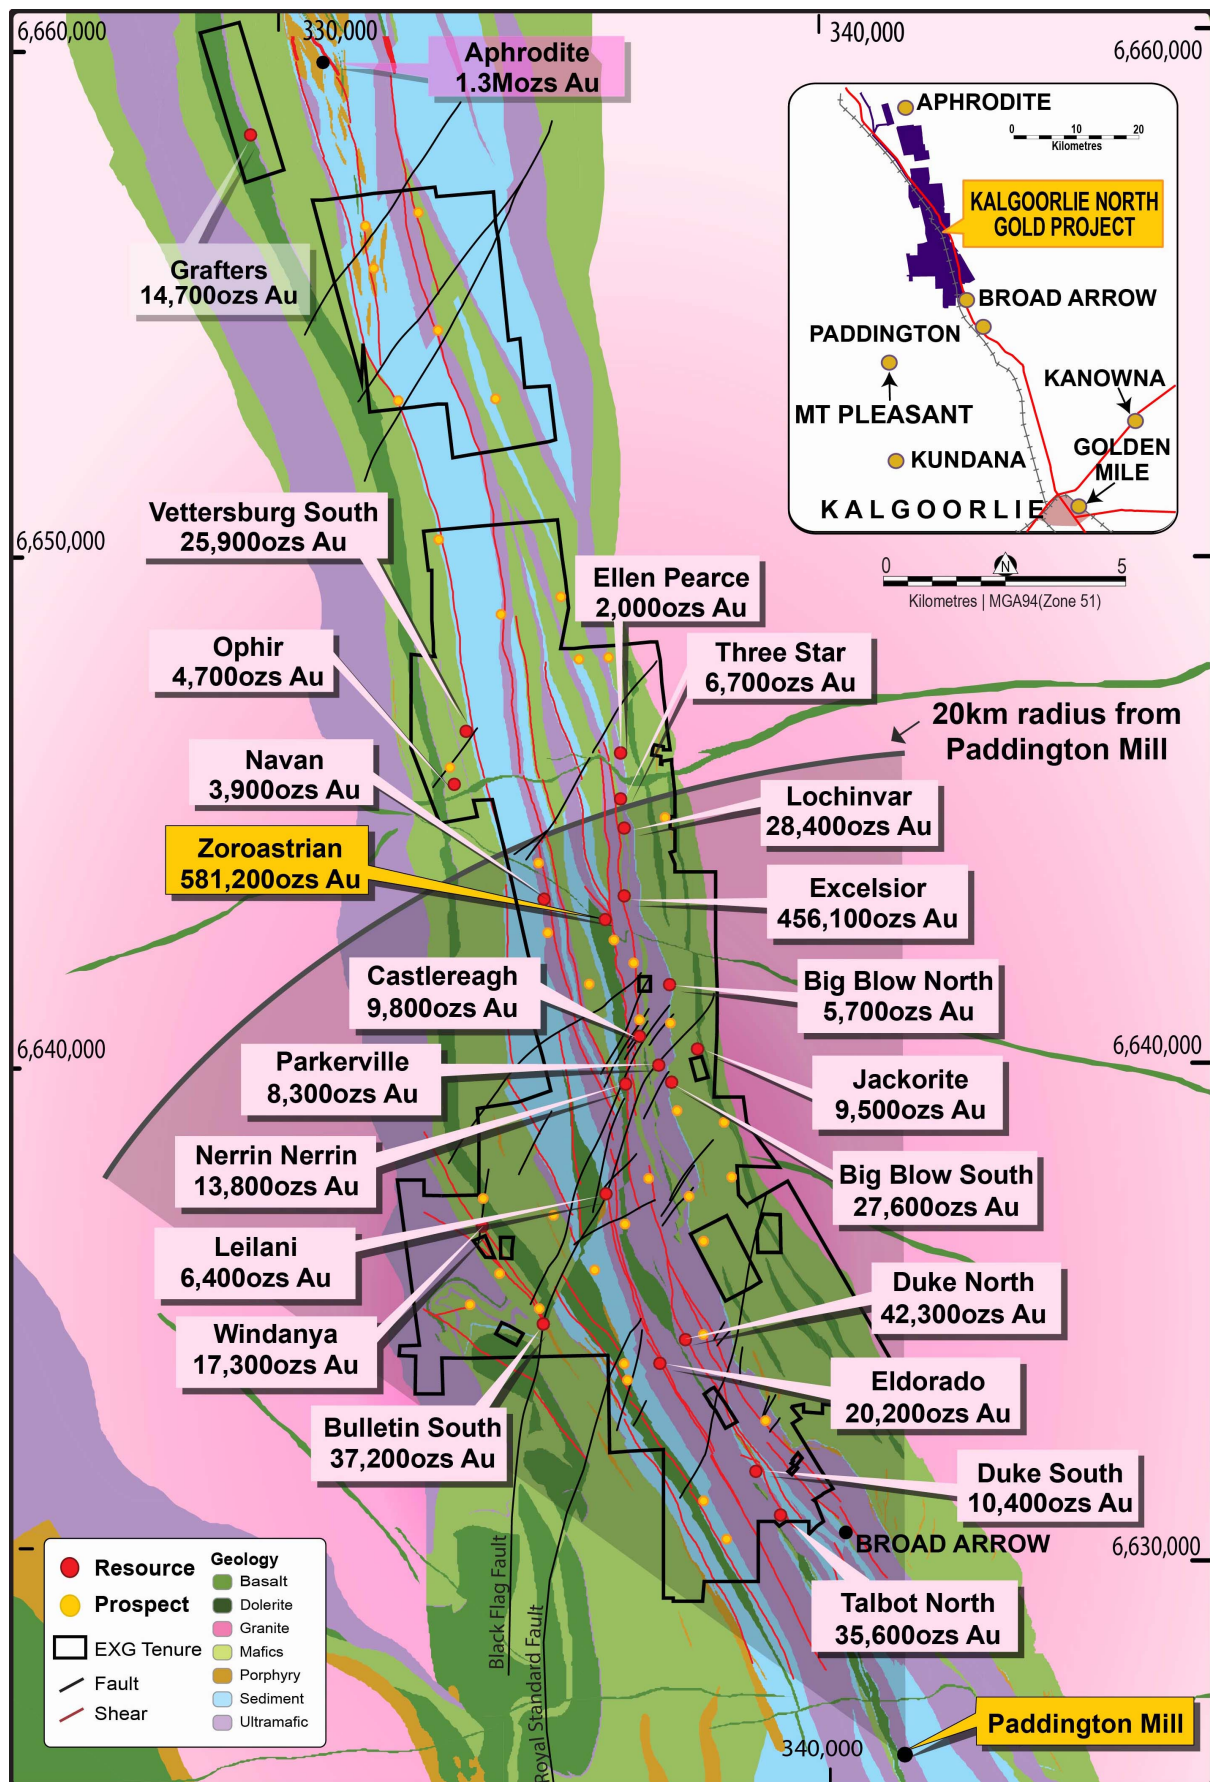 6,660,000
330,000
340,000
6,660,000
Aphrodite
1.3Mozs Au
APHRODITE
0 10 20
Kilometres
KALGOORLIE NORTH
GOLD PROJECT
BROAD ARROW
PADDINGTON
MT PLEASANT
KANOWNA
KUNDANA
GOLDEN
MILE
KALGOORLIE
Grafters
14,700ozs Au
6,650,000
Vettersburg South
25,900ozs Au
0 N 5
Kilometres | MGA94(Zone 51)
Ellen Pearce
2,000ozs Au
Ophir
4,700ozs Au
Three Star
6,700ozs Au
20km radius from
Paddington Mill
Navan
3,900ozs Au
Lochinvar
28,400ozs Au
Zoroastrian
581,200ozs Au
Excelsior
456,100ozs Au
Castlereagh
9,800ozs Au
Big Blow North
5,700ozs Au
6,640,000
6,640,000
Parkerville
8,300ozs Au
Jackorite
9,500ozs Au
Nerrin Nerrin
13,800ozs Au
Big Blow South
27,600ozs Au
Leilani
6,400ozs Au
Duke North
42,300ozs Au
Windanya
17,300ozs Au
Eldorado
20,200ozs Au
Bulletin South
37,200ozs Au
Duke South
10,400ozs Au
BROAD ARROW
6,630,000
Talbot North
35,600ozs Au
Black Flag Fault
Royal Standard Fault
Resource
Prospect
EXG Tenure
Fault
Shear
Geology
Basalt
Dolerite
Granite
Mafics
Porphyry
Sediment
Ultramafic
Paddington Mill
340,000